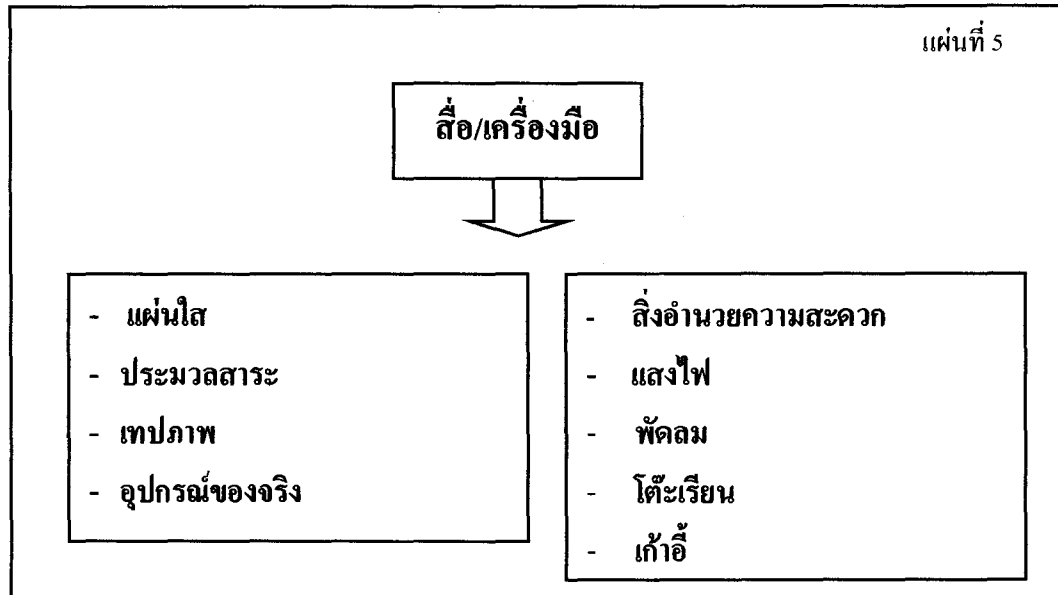 แผ่นที่ 5
สื่อ/เครื่องมือ
- แผ่นใส
- ประมวลสาระ
- เทปภาพ
- อุปกรณ์ของจริง
- สิ่งอำนวยความสะดวก
- แสงไฟ
- พัดลม
- โต๊ะเรียน
- เก้าอี้